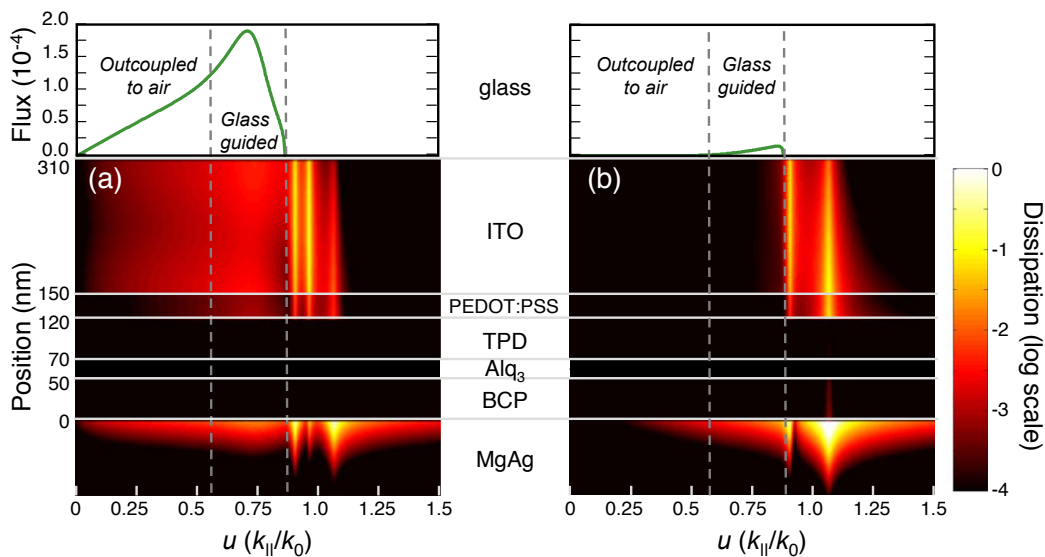 2.0
1.5
1.0
0.5
0.0
Flux (10⁻⁴)
Outcoupled
to air
Glass
guided
glass
Outcoupled
to air
Glass
guided
310
150
120
70
50
0
Position (nm)
(a)
(b)
ITO
PEDOT:PSS
TPD
Alq₃
BCP
MgAg
0
-1
-2
-3
-4
Dissipation (log scale)
0 0.25 0.5 0.75 1.0 1.25 1.5
u (k||/k₀)
0 0.25 0.5 0.75 1.0 1.25 1.5
u (k||/k₀)